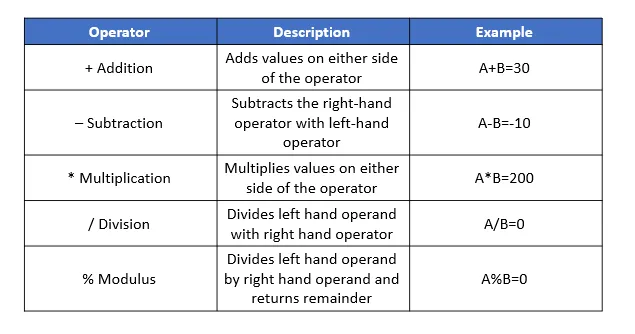 Operator
Description
Example
+ Addition
Adds values on either side
of the operator
A+B=30
– Subtraction
Subtracts the right-hand
operator with left-hand
operator
A-B=-10
* Multiplication
Multiplies values on either
side of the operator
A*B=200
/ Division
Divides left hand operand
with right hand operator
A/B=0
% Modulus
Divides left hand operand
by right hand operand and
returns remainder
A%B=0